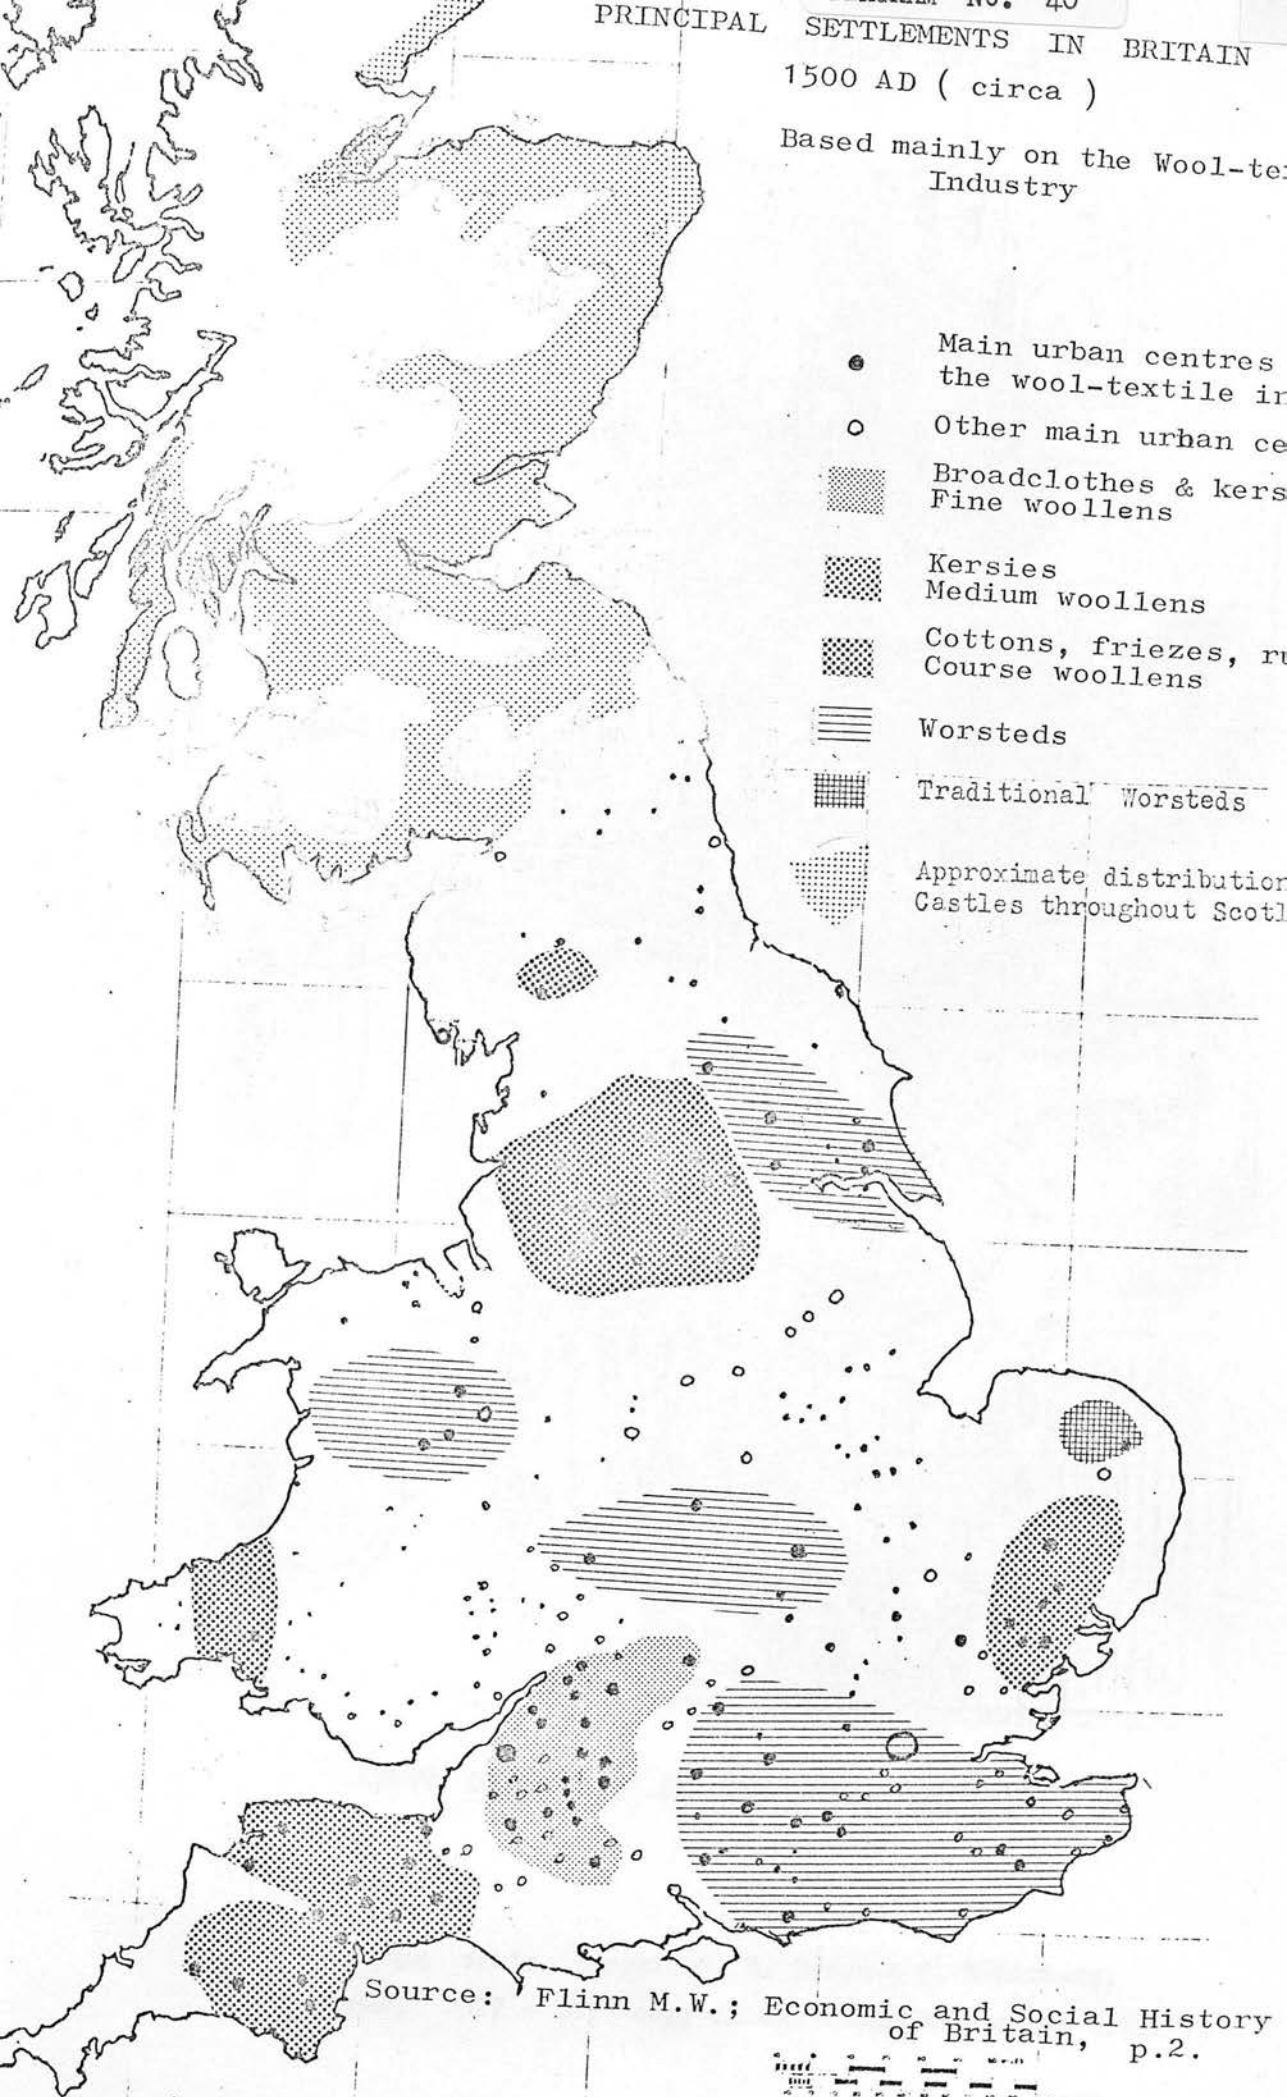 No. 40
PRINCIPAL SETTLEMENTS IN BRITAIN
1500 AD ( circa )
Based mainly on the Wool-te
Industry
Main urban centres
the wool-textile in
Other main urban ce
Broadclothes & kers
Fine woollens
Kersies
Medium woollens
Cottons, friezes, ru
Course woollens
Worsteds
Traditional Worsteds
Approximate distribution
Castles throughout Scotl
Source: Flinn M.W.; Economic and Social History
of Britain, p.2.